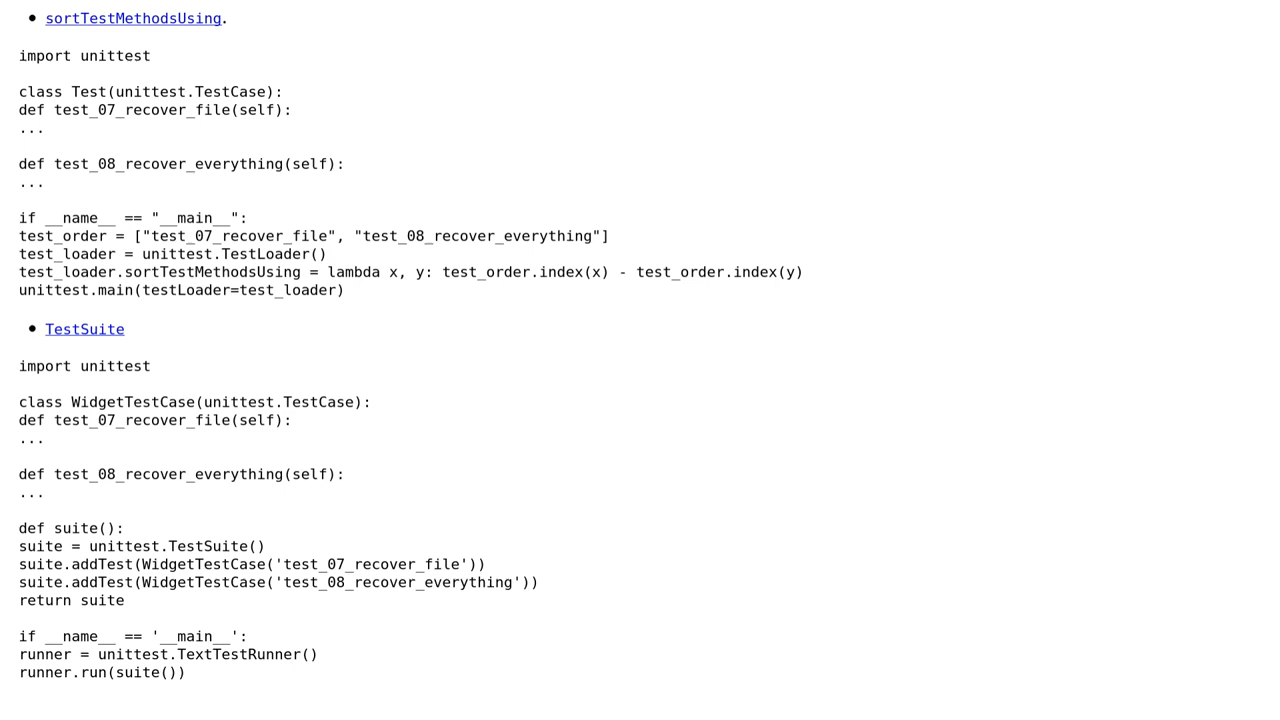 • sortTestMethodsUsing.
import unittest
class Test(unittest.TestCase):
def test_07_recover_file(self):
...
def test_08_recover_everything(self):
...
if __name__ == "__main__":
test_order = ["test_07_recover_file", "test_08_recover_everything"]
test_loader = unittest.TestLoader()
test_loader.sortTestMethodsUsing = lambda x, y: test_order.index(x) - test_order.index(y)
unittest.main(testLoader=test_loader)
• TestSuite
import unittest
class WidgetTestCase(unittest.TestCase):
def test_07_recover_file(self):
...
def test_08_recover_everything(self):
...
def suite():
suite = unittest.TestSuite()
suite.addTest(WidgetTestCase('test_07_recover_file'))
suite.addTest(WidgetTestCase('test_08_recover_everything'))
return suite
if __name__ == '__main__':
runner = unittest.TextTestRunner()
runner.run(suite())